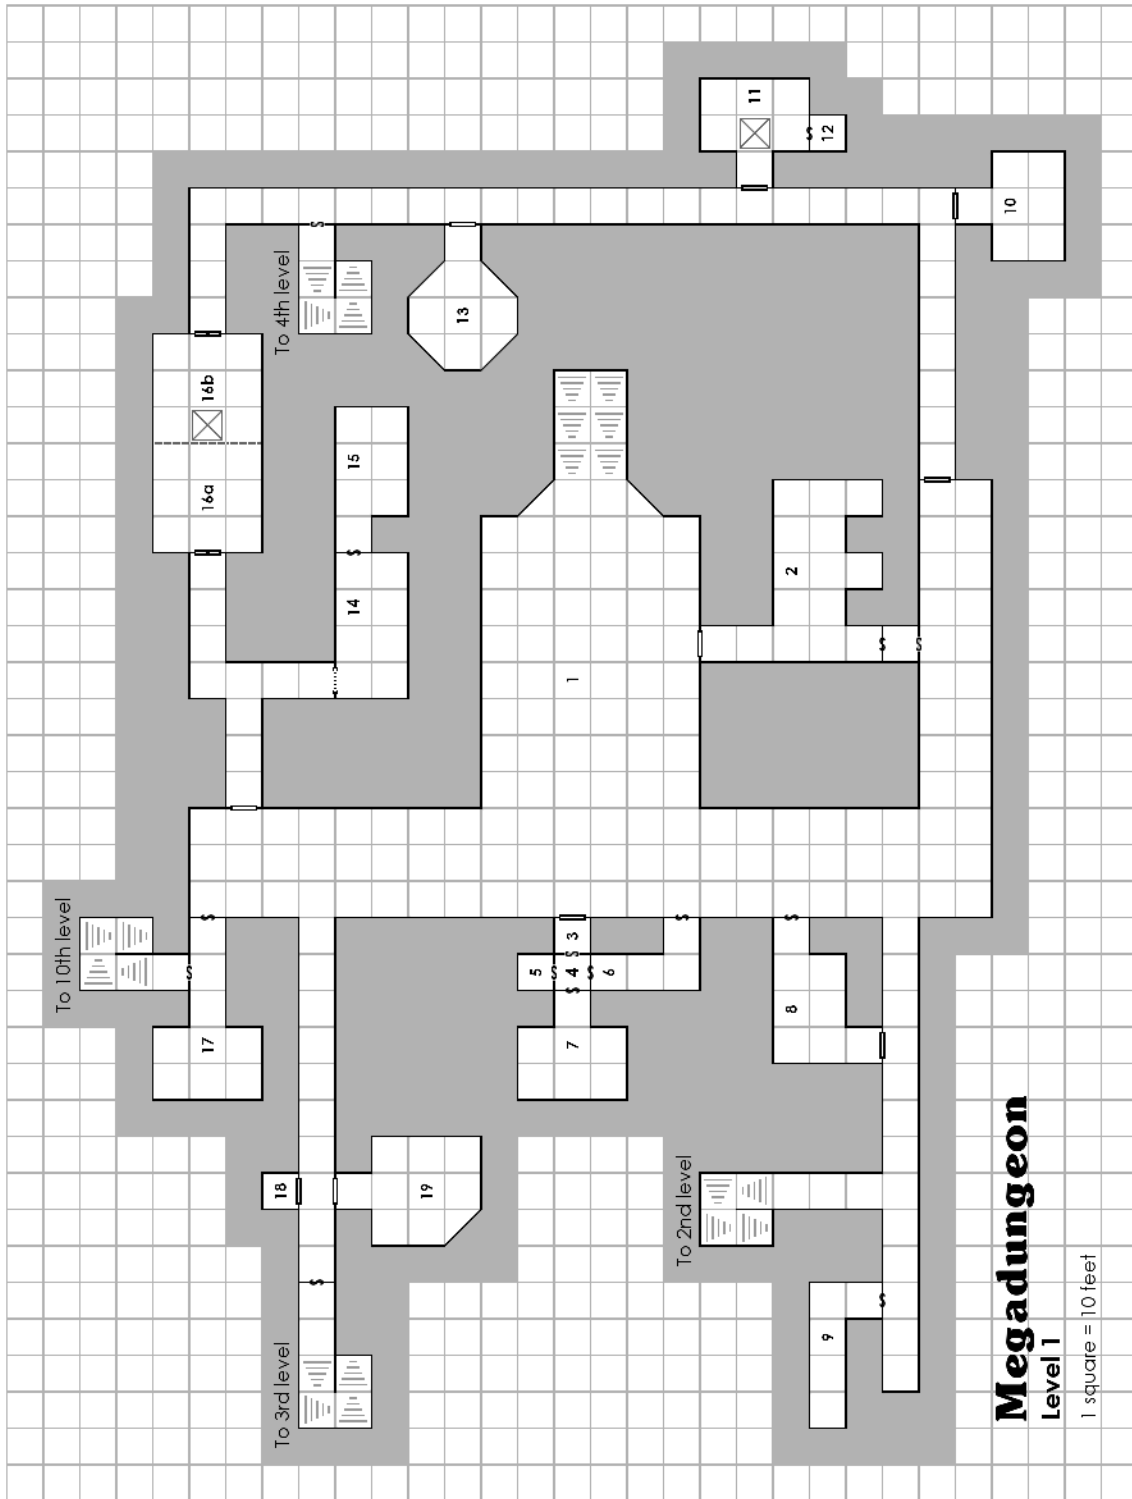 To 10th level
17
16a
16b
To 3rd level
18
To 4th level
14
15
19
13
5
7
4
3
1
6
To 2nd level
11
8
2
9
12
10
Megadungeon
Level 1
1 square = 10 feet